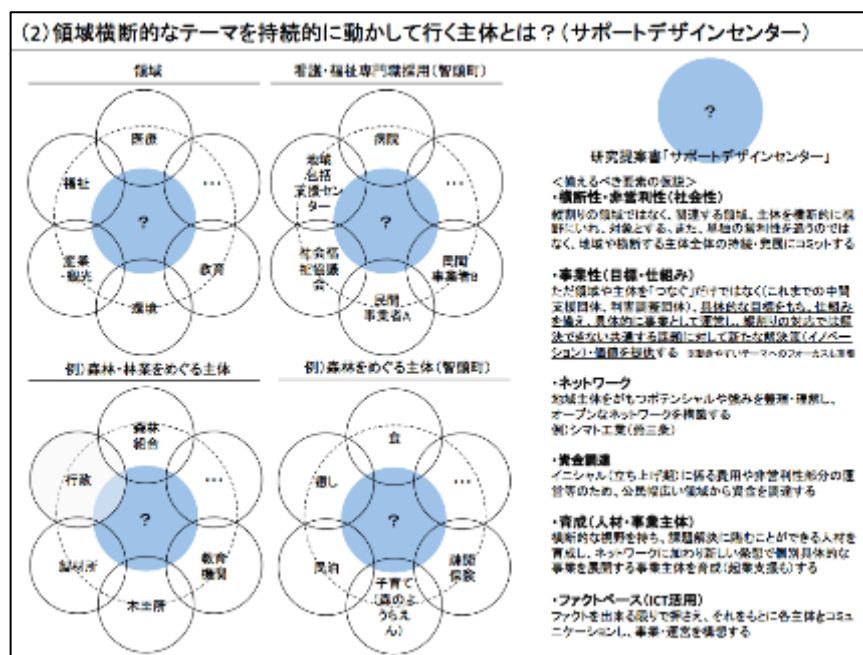 (2)領域横断的なテーマを持続的に動かして行く主体とは？(サポートデザインセンター)
領域
医療
福祉
…
？
産業
・観光
教育
環境
看護・福祉専門職採用(智頭町)
病院
地域
包括
支援セン
ター
…
？
社会福
祉協議
会
民間
事業者B
民間
事業者A
例)森林・林業をめぐる主体
森林
組合
行政
…
？
製材所
教育
機関
木工所
例)森林をめぐる主体(智頭町)
食
癒し
…
？
民泊
疎開
保険
子育て
(森のよ
うちえ
ん)
？
研究提案書「サポートデザインセンター」
＜備えるべき要素の仮説＞
・横断性・非営利性(社会性)
縦割りの領域ではなく、関連する領域、主体を横断的に視
野にいれ、対象とする。また、単独の営利性を追うのでは
なく、地域や横断する主体全体の持続・発展にコミットする
・事業性(目標・仕組み)
ただ領域や主体を「つなぐ」だけではなく(これまでの中間
支援団体、利害調整団体)、具体的な目標をもち、仕組み
を備え、具体的に事業として運営し、縦割りの対応では解
決できない共通する課題に対して新たな解決策(イノベー
ション)・価値を提供する
・ネットワーク
地域主体をがもつポテンシャルや強みを整理・理解し、
オープンなネットワークを構築する
例)シマト工業(燕三条)
・資金調達
イニシャル(立ち上げ期)に係る費用や非営利性部分の運
営等のため、公民幅広い領域から資金を調達する
・育成(人材・事業主体)
横断的な視野を持ち、課題解決に挑むことができる人材を
育成し、ネットワークに加わり新しい発想で個別具体的な
事業を展開する事業主体を育成(起業支援も)する
・ファクトベース(ICT活用)
ファクトを出来る限りで押さえ、それをもとに各主体とコミュ
ニケーションし、事業・運営を構想する